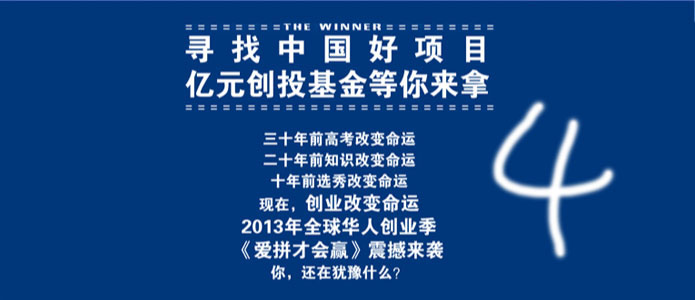 THE WINNER
寻找中国好项目
亿元创投基金等你来拿
三十年前高考改变命运
二十年前知识改变命运
十年前选秀改变命运
现在，创业改变命运
2013年全球华人创业季
《爱拼才会赢》震撼来袭
你，还在犹豫什么？
4